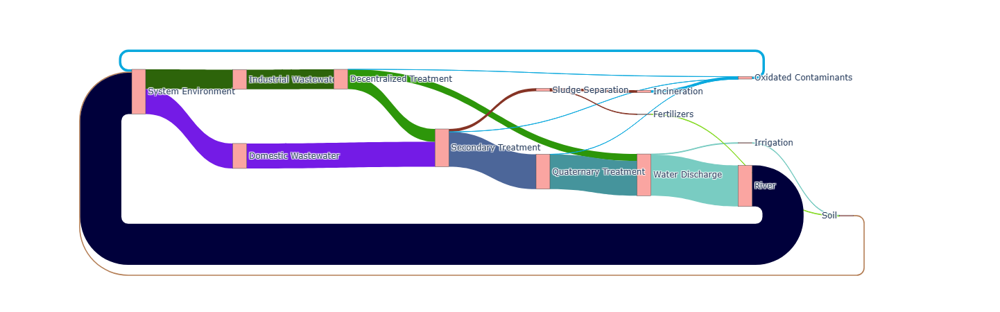 Oxidated Contaminants
Decentralized Treatment
Industrial Wastewate
Sludge Separation
System Environment
Incineration
Fertilizers
Irrigation
Secondary Treatment
Domestic Wastewater
Quaternary Treatment
Water Discharge
River
Soil